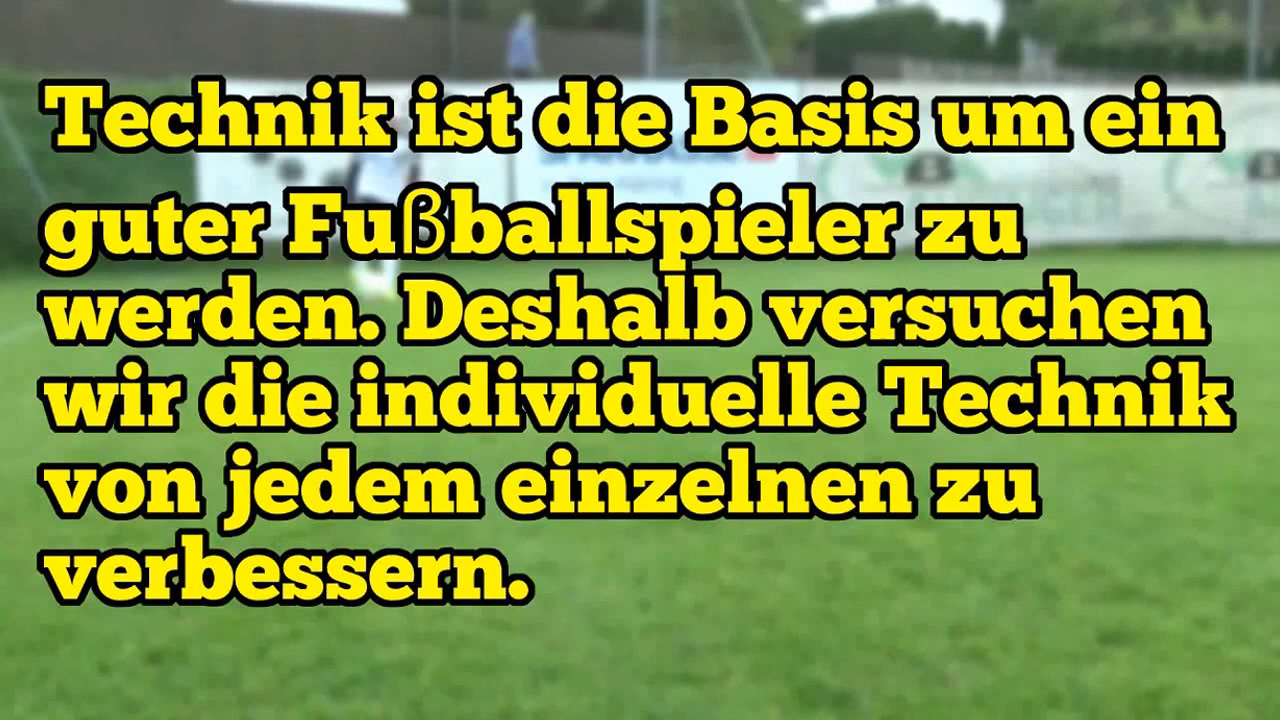 Technik ist die Basis um ein
guter Fußballspieler zu
werden. Deshalb versuchen
wir die individuelle Technik
von jedem einzelnen zu
verbessern.